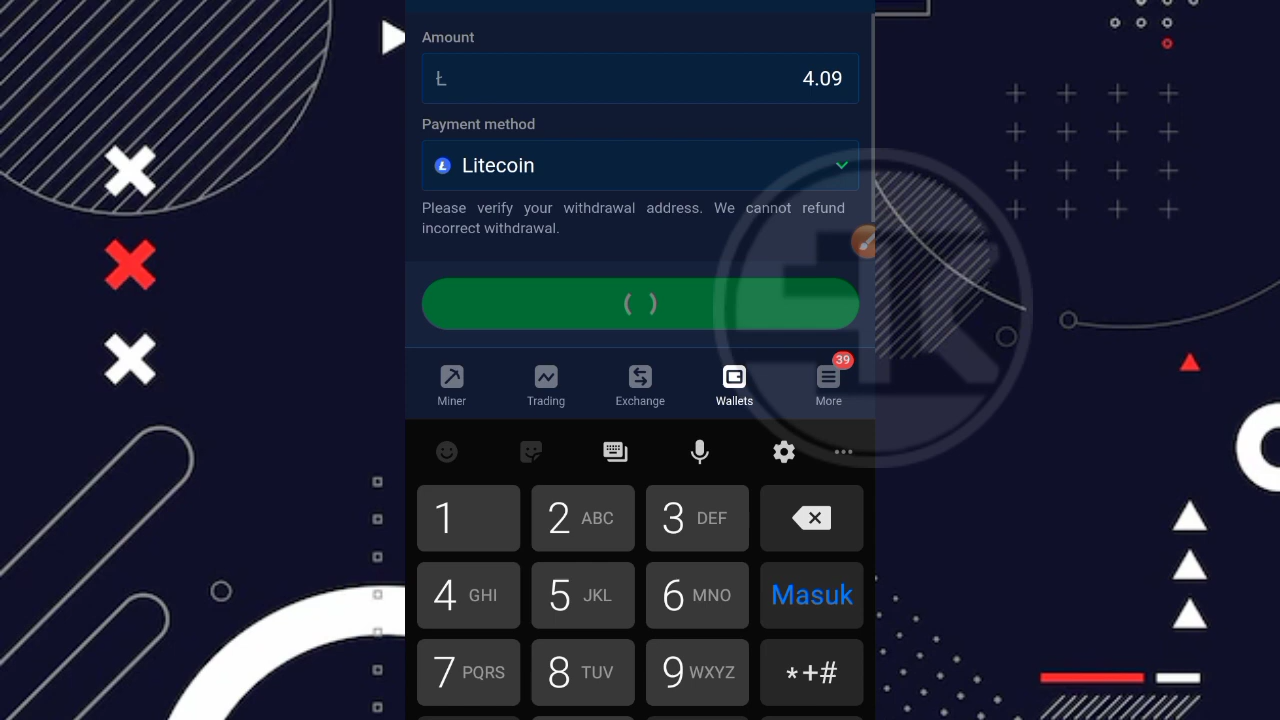 Amount
Ł 4.09
Payment method
Litecoin
Please verify your withdrawal address. We cannot refund
incorrect withdrawal.
Miner Trading Exchange Wallets 39 More
1 2 ABC 3 DEF
4 GHI 5 JKL 6 MNO Masuk
7 PQRS 8 TUV 9 WXYZ *+#